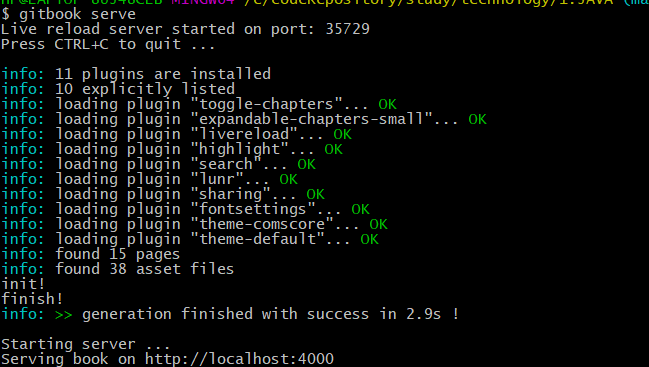 $ gitbook serve
Live reload server started on port: 35729
Press CTRL+C to quit ...
info: 11 plugins are installed
info: 10 explicitly listed
info: loading plugin "toggle-chapters"... OK
info: loading plugin "expandable-chapters-small"... OK
info: loading plugin "livereload"... OK
info: loading plugin "highlight"... OK
info: loading plugin "search"... OK
info: loading plugin "lunr"... OK
info: loading plugin "sharing"... OK
info: loading plugin "fontsettings"... OK
info: loading plugin "theme-comscore"... OK
info: loading plugin "theme-default"... OK
info: found 15 pages
info: found 38 asset files
init!
finish!
info: >> generation finished with success in 2.9s !
Starting server ...
Serving book on http://localhost:4000